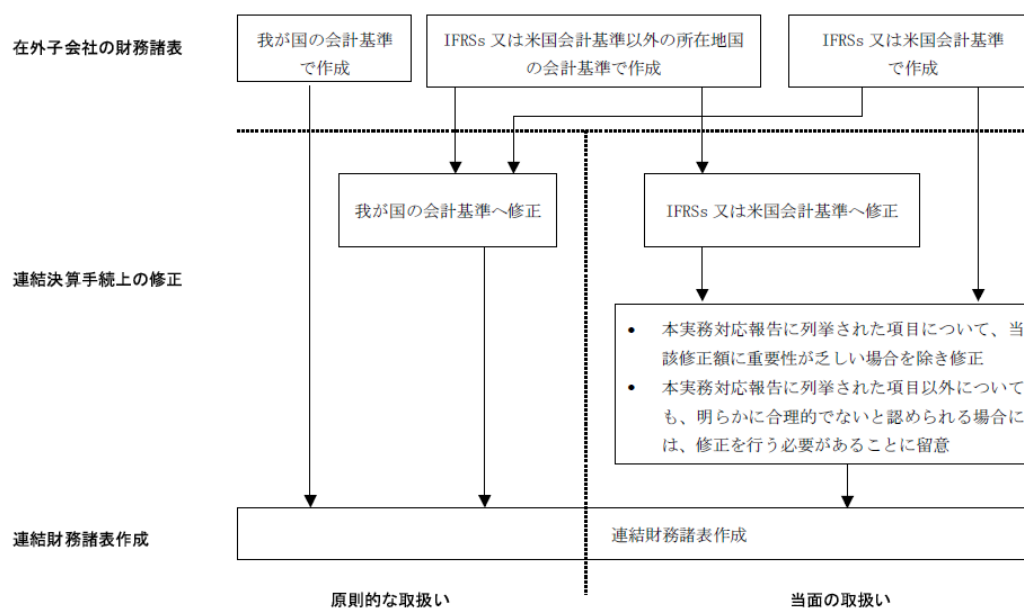 在外子会社の財務諸表
我が国の会計基準
で作成
IFRSs 又は米国会計基準以外の所在地国
の会計基準で作成
IFRSs 又は米国会計基準
で作成
我が国の会計基準へ修正
IFRSs 又は米国会計基準へ修正
連結決算手続上の修正
• 本実務対応報告に列挙された項目について、当
該修正額に重要性が乏しい場合を除き修正
• 本実務対応報告に列挙された項目以外について
も、明らかに合理的でないと認められる場合に
は、修正を行う必要があることに留意
連結財務諸表作成
連結財務諸表作成
原則的な取扱い
当面の取扱い